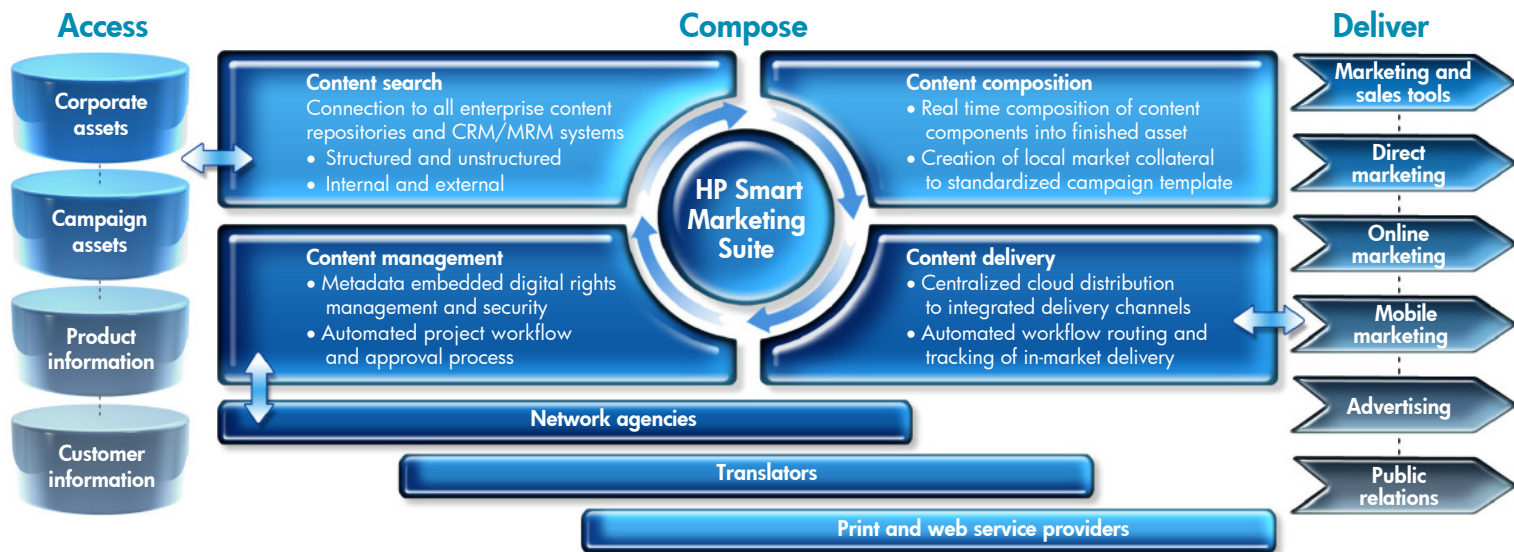 Access
Corporate
assets
Campaign
assets
Product
information
Customer
information
Compose
Content search
Connection to all enterprise content
repositories and CRM/MRM systems
• Structured and unstructured
• Internal and external
Content composition
• Real time composition of content
components into finished asset
• Creation of local market collateral
to standardized campaign template
HP Smart
Marketing
Suite
Content management
• Metadata embedded digital rights
management and security
• Automated project workflow
and approval process
Content delivery
• Centralized cloud distribution
to integrated delivery channels
• Automated workflow routing and
tracking of in-market delivery
Network agencies
Translators
Print and web service providers
Deliver
Marketing and
sales tools
Direct
marketing
Online
marketing
Mobile
marketing
Advertising
Public
relations